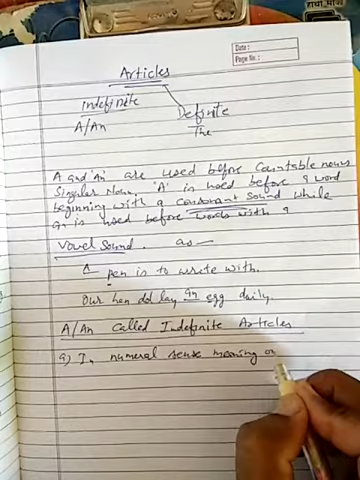 हाथी मार्का
Date :
Page No. :
Articles
Indefinite
Definite
A/An
The
A and 'An' are used before Countable nouns
Singular Noun. 'A' is used before a word
beginning with a consonant sound while
An is used before words with a
Vowel Sound. as—
A pen is to write with.
Our hen did lay an egg daily.
A/An Called Indefinite Articles
a) In numeral sense meaning on